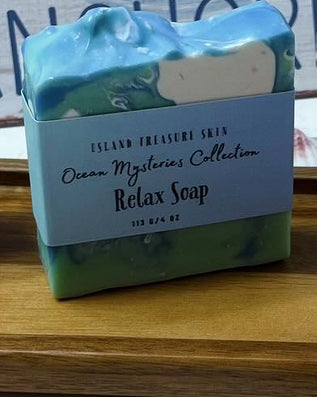 ISLAND TREASURE SKIN
Ocean Mysteries Collection
Relax Soap
113 G/4 OZ